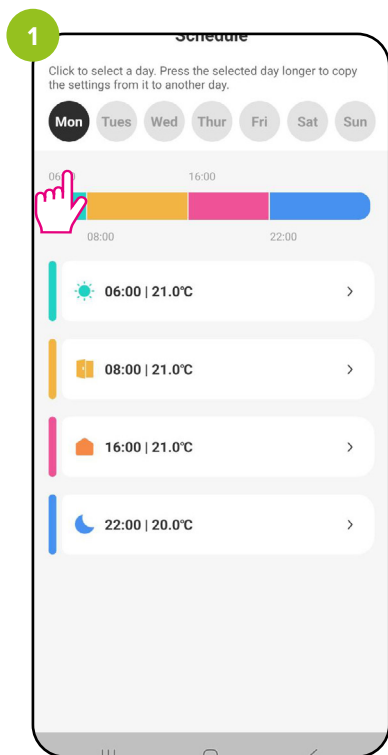 1
Schedule
Click to select a day. Press the selected day longer to copy
the settings from it to another day.
Mon Tues Wed Thur Fri Sat Sun
16:00
08:00 22:00
06:00 | 21.0℃
08:00 | 21.0℃
16:00 | 21.0℃
22:00 | 20.0℃